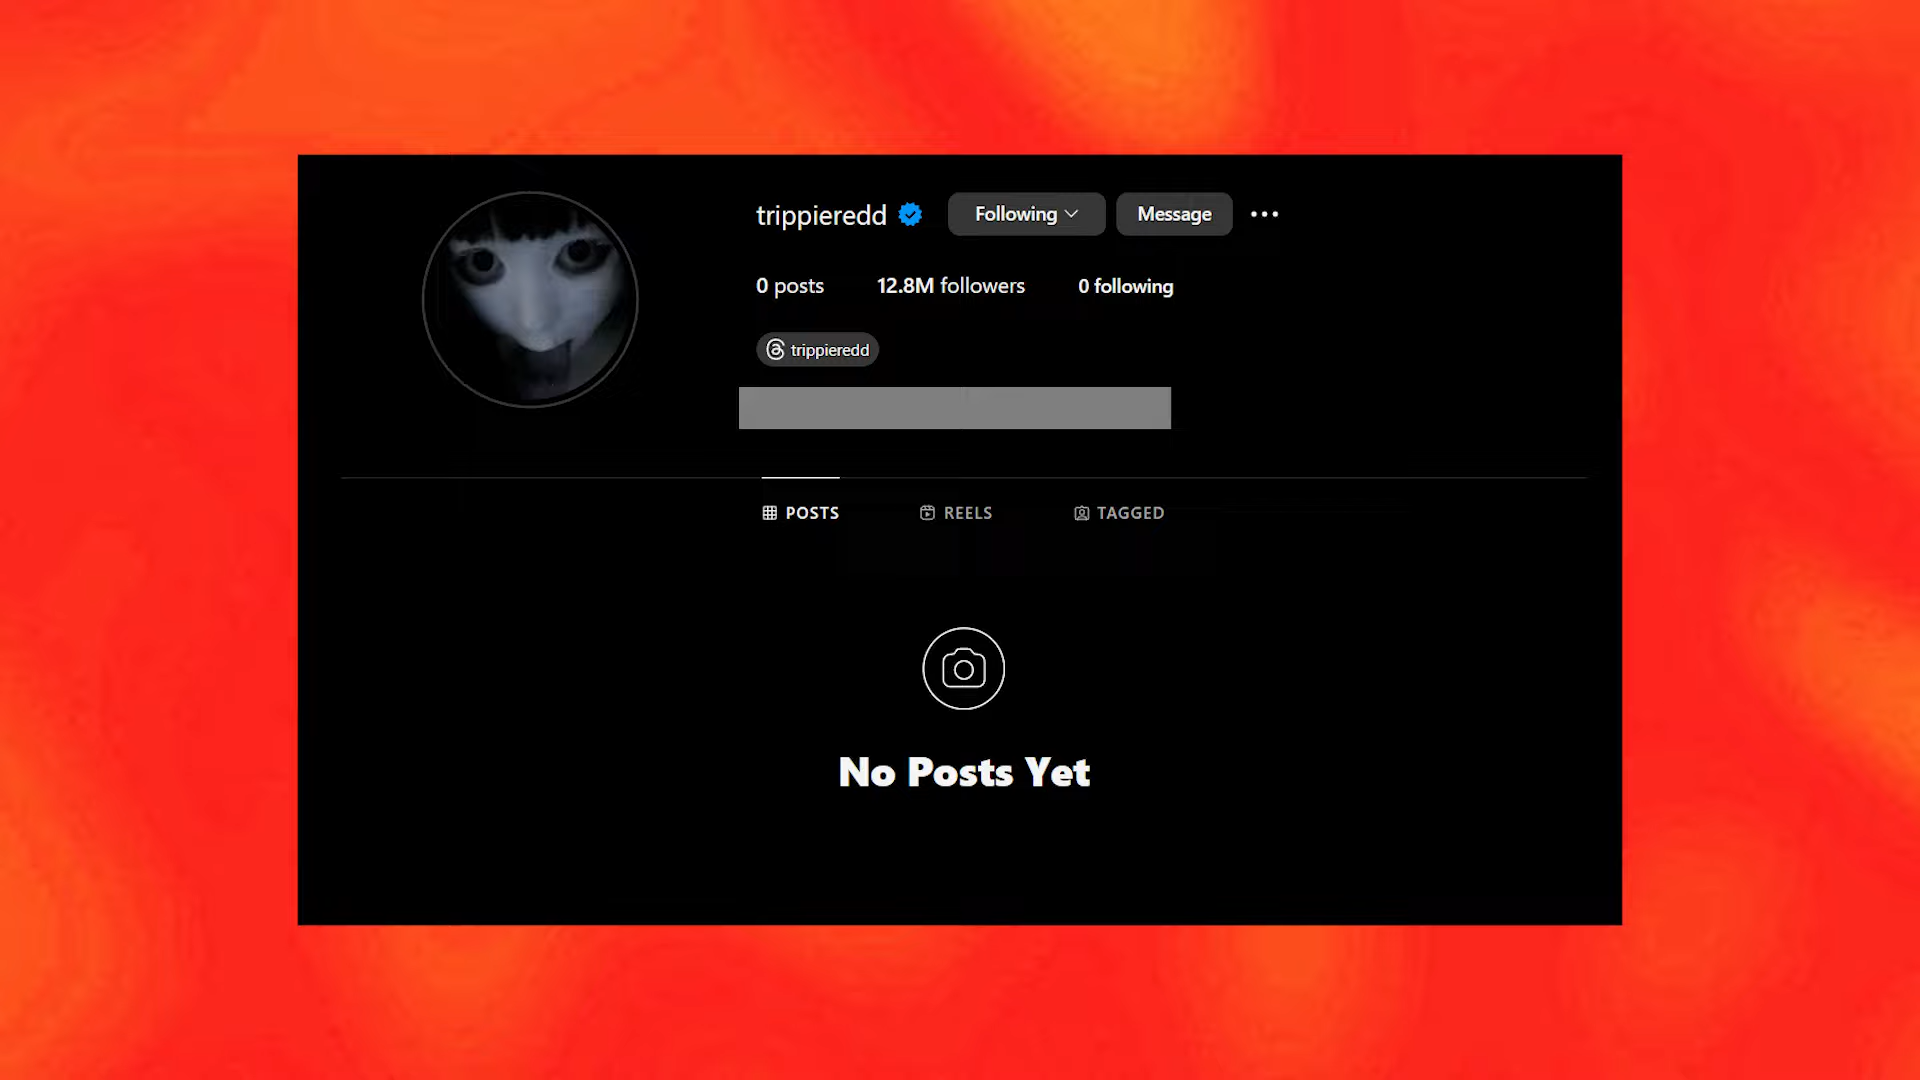 trippieredd Following Message
0 posts 12.8M followers 0 following
trippieredd
POSTS REELS TAGGED
No Posts Yet